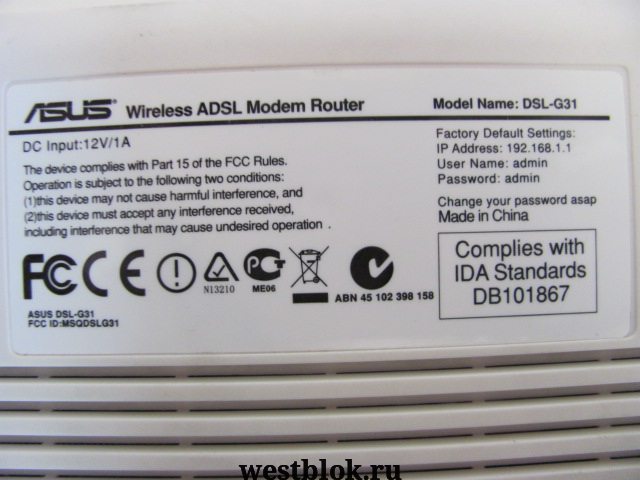 ASUS Wireless ADSL Modem Router
Model Name: DSL-G31
DC Input:12V/1A
The device complies with Part 15 of the FCC Rules.
Operation is subject to the following two conditions:
(1)this device may not cause harmful interference, and
(2)this device must accept any interference received,
including interference that may cause undesired operation .
Factory Default Settings:
IP Address: 192.168.1.1
User Name: admin
Password: admin
Change your password asap
Made in China
FCC CE
N13210
PCT
ME06
ABN 45 102 398 158
ASUS DSL-G31
FCC ID:MSQDSLG31
Complies with
IDA Standards
DB101867
westblok.ru